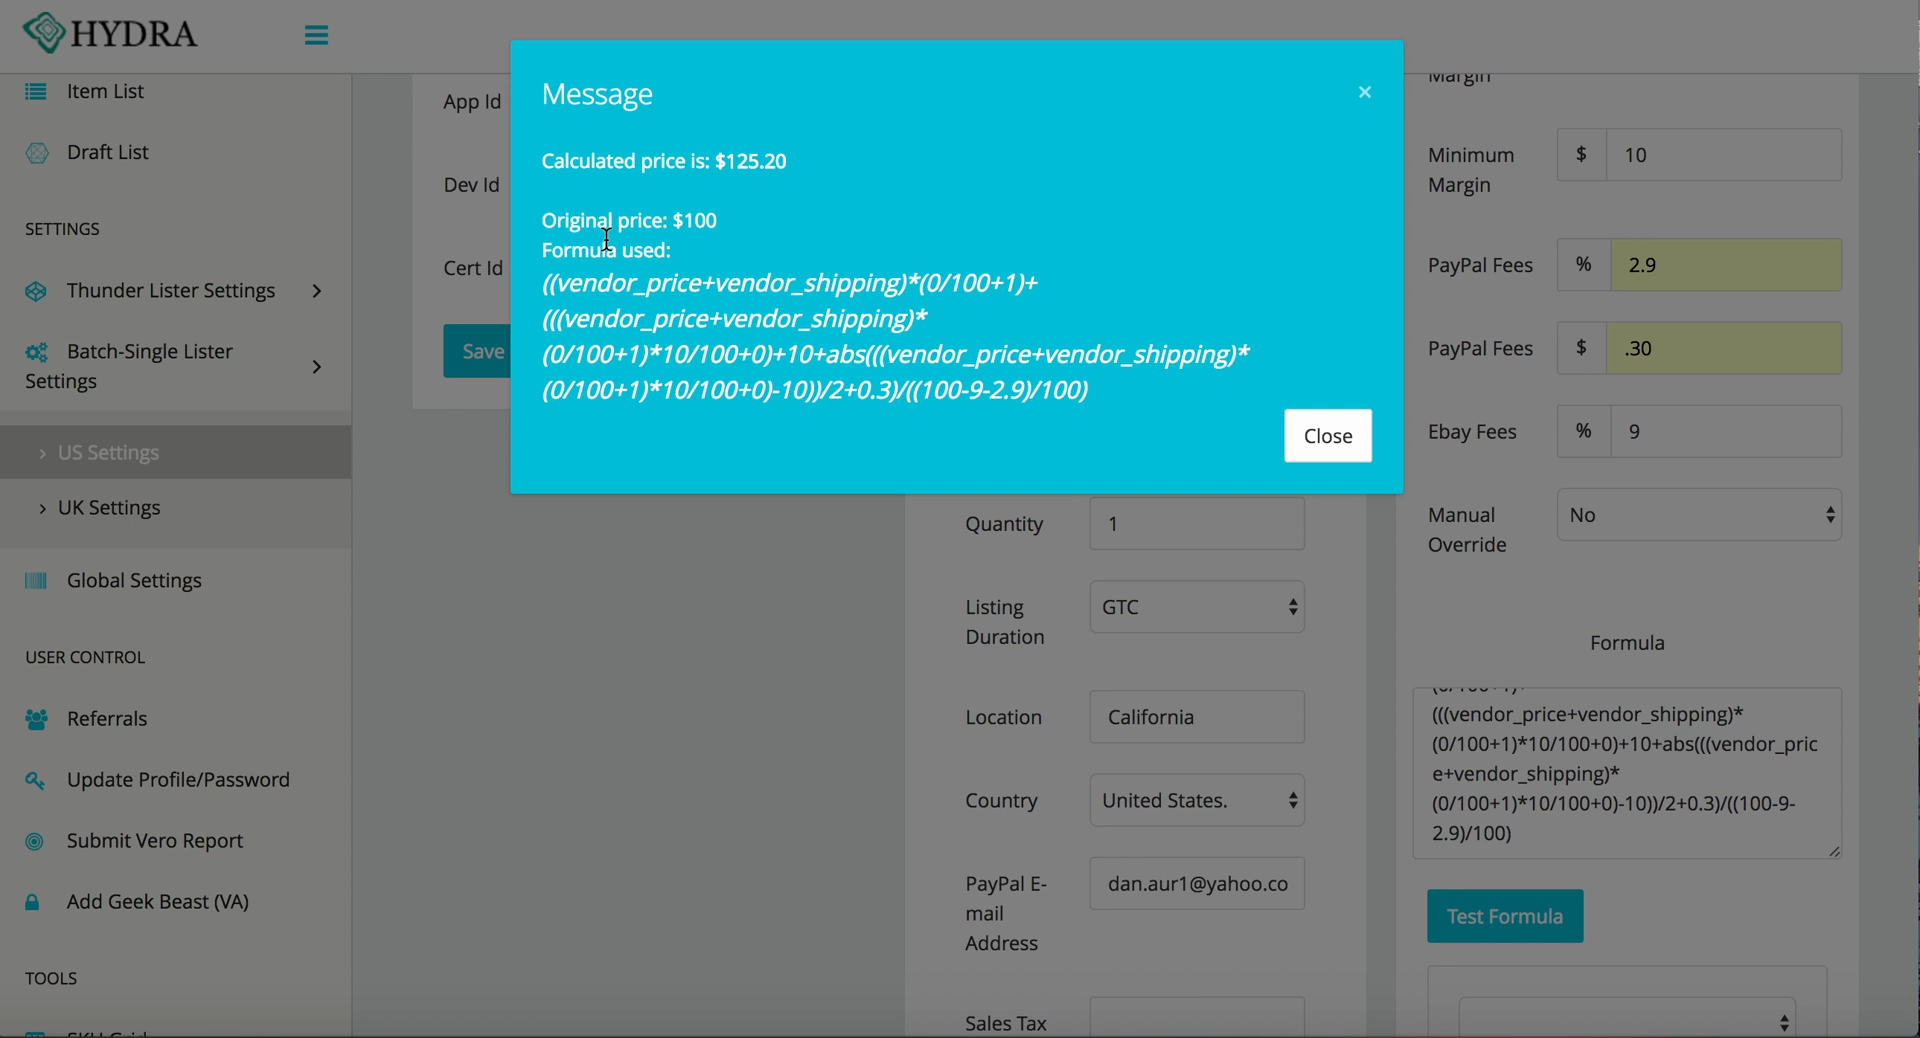 HYDRA
Item List
Draft List
SETTINGS
Thunder Lister Settings
Batch-Single Lister
Settings
US Settings
UK Settings
Global Settings
USER CONTROL
Referrals
Update Profile/Password
Submit Vero Report
Add Geek Beast (VA)
TOOLS
App Id
Dev Id
Cert Id
Save
Message
×
Calculated price is: $125.20
Original price: $100
Formula used:
((vendor_price+vendor_shipping)*(0/100+1)+
(((vendor_price+vendor_shipping)*
(0/100+1)*10/100+0)+10+abs(((vendor_price+vendor_shipping)*
(0/100+1)*10/100+0)-10))/2+0.3)/((100-9-2.9)/100)
Close
Quantity
1
Listing
Duration
GTC
Location
California
Country
United States.
PayPal E-
mail
Address
dan.aur1@yahoo.co
Sales Tax
Margin
Minimum
Margin
$
10
PayPal Fees
%
2.9
PayPal Fees
$
.30
Ebay Fees
%
9
Manual
Override
No
Formula
(((vendor_price+vendor_shipping)*
(0/100+1)*10/100+0)+10+abs(((vendor_pric
e+vendor_shipping)*
(0/100+1)*10/100+0)-10))/2+0.3)/((100-9-
2.9)/100)
Test Formula